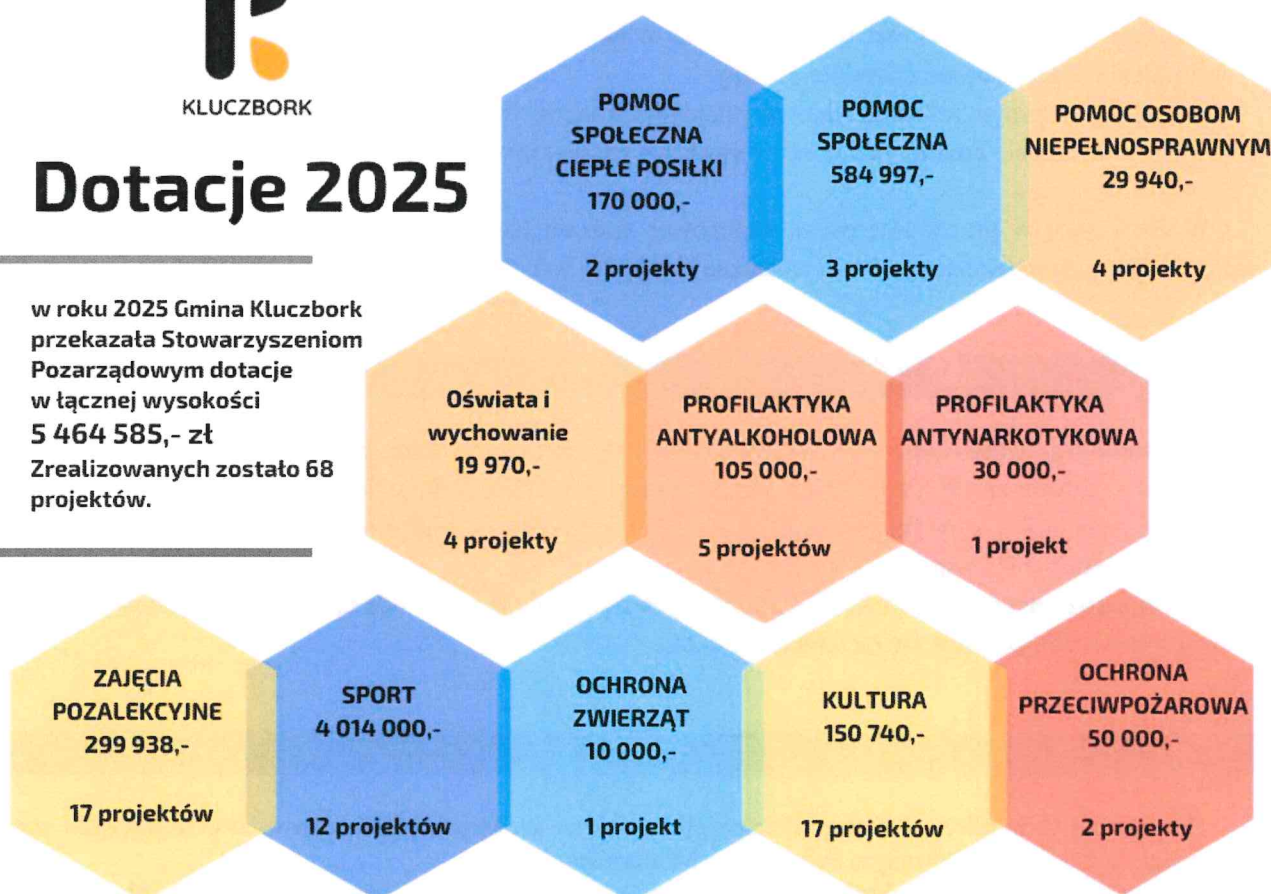 KLUCZBORK
Dotacje 2025
w roku 2025 Gmina Kluczbork
przekazała Stowarzyszeniom
Pozarządowym dotacje
w łącznej wysokości
5 464 585,- zł
Zrealizowanych zostało 68
projektów.
POMOC
SPOŁECZNA
CIEPŁE POSIŁKI
170 000,-
2 projekty
POMOC
SPOŁECZNA
584 997,-
3 projekty
POMOC OSOBOM
NIEPEŁNOSPRAWNYM
29 940,-
4 projekty
Oświata i
wychowanie
19 970,-
4 projekty
PROFILAKTYKA
ANTYALKOHOLOWA
105 000,-
5 projektów
PROFILAKTYKA
ANTYNARKOTYKOWA
30 000,-
1 projekt
ZAJĘCIA
POZALEKCYJNE
299 938,-
17 projektów
SPORT
4 014 000,-
12 projektów
OCHRONA
ZWIERZĄT
10 000,-
1 projekt
KULTURA
150 740,-
17 projektów
OCHRONA
PRZECIWPOŻAROWA
50 000,-
2 projekty